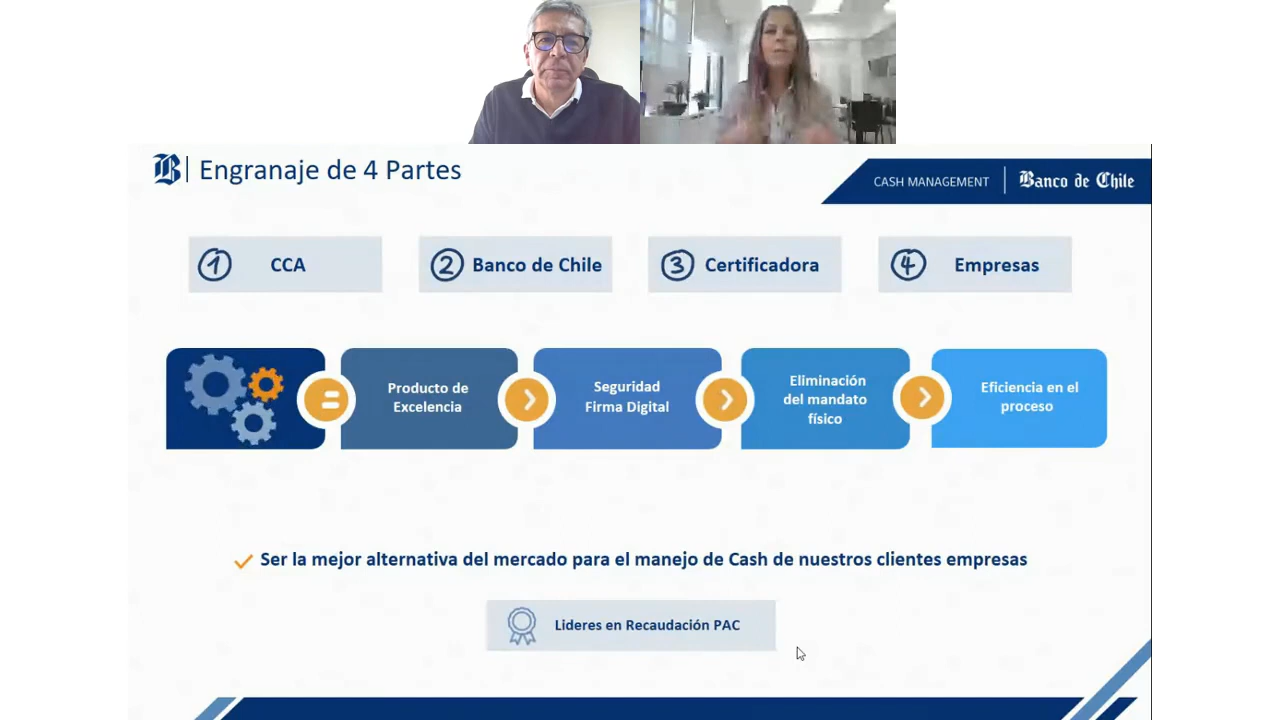 B | Engranaje de 4 Partes
CASH MANAGEMENT | Banco de Chile
1 CCA
2 Banco de Chile
3 Certificadora
4 Empresas
=
Producto de
Excelencia
Seguridad
Firma Digital
Eliminación
del mandato
físico
Eficiencia en el
proceso
Ser la mejor alternativa del mercado para el manejo de Cash de nuestros clientes empresas
Lideres en Recaudación PAC